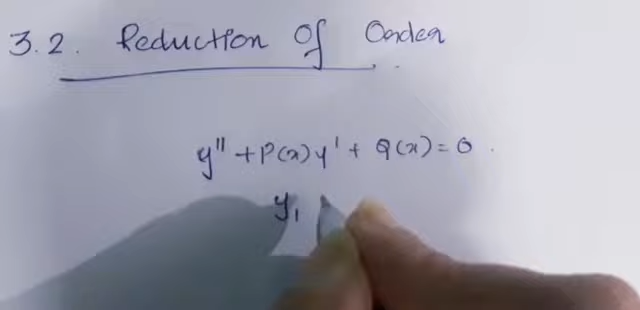 3.2. Reduction Of Order
y'' + P(x)y' + Q(x) = 0.
y₁